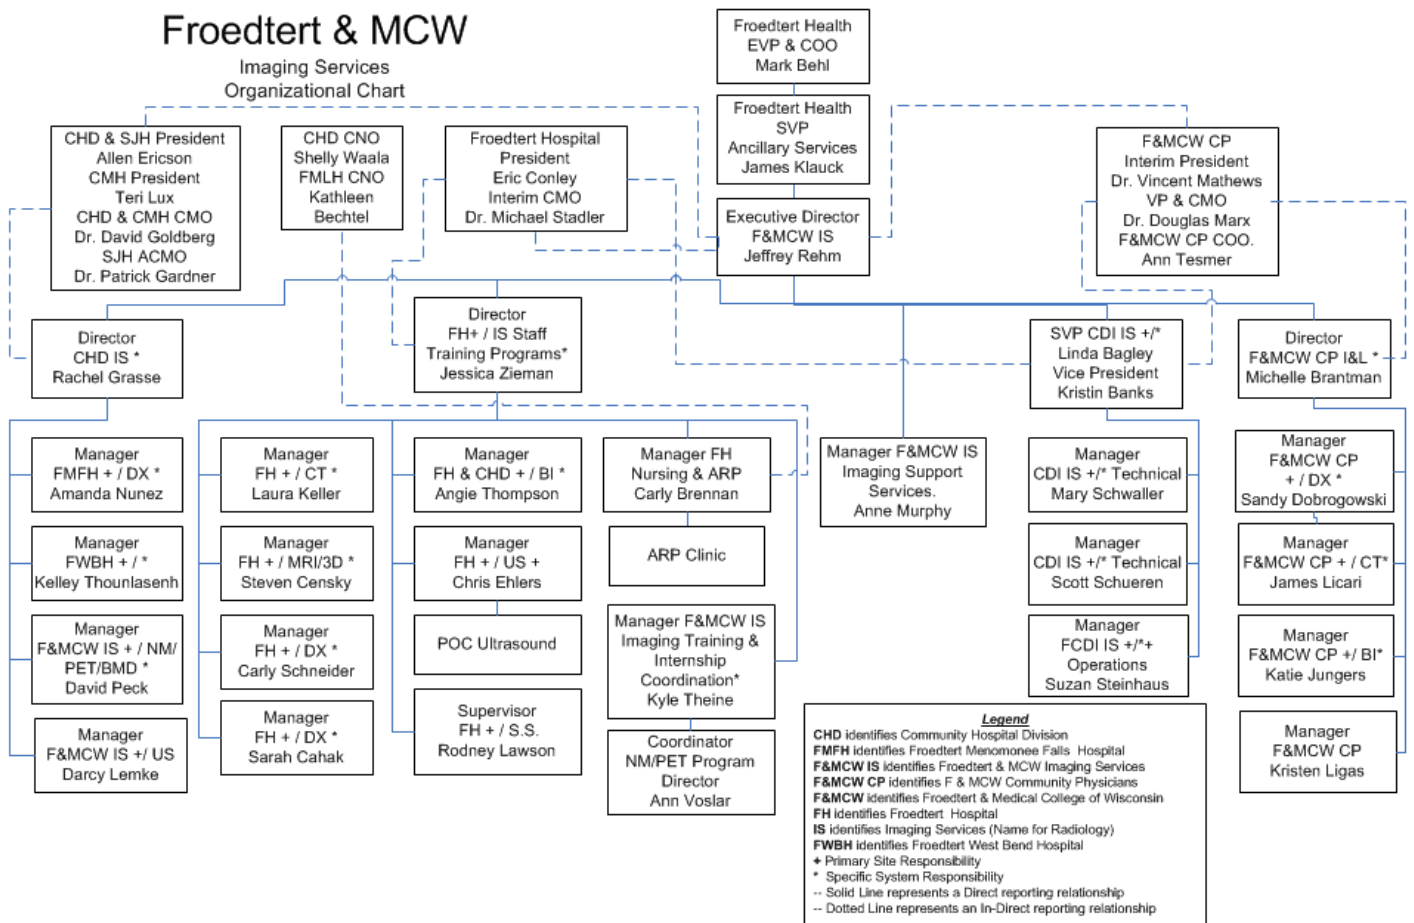 Froedtert & MCW
Imaging Services
Organizational Chart
Froedtert Health
EVP & COO
Mark Behl
Froedtert Health
SVP
Ancillary Services
James Klauck
CHD & SJH President
Allen Ericson
CMH President
Teri Lux
CHD & CMH CMO
Dr. David Goldberg
SJH ACMO
Dr. Patrick Gardner
CHD CNO
Shelly Waala
FMLH CNO
Kathleen
Bechtel
Froedtert Hospital
President
Eric Conley
Interim CMO
Dr. Michael Stadler
Executive Director
F&MCW IS
Jeffrey Rehm
F&MCW CP
Interim President
Dr. Vincent Mathews
VP & CMO
Dr. Douglas Marx
F&MCW CP COO.
Ann Tesmer
Director
CHD IS *
Rachel Grasse
Director
FH+ / IS Staff
Training Programs*
Jessica Zieman
SVP CDI IS +/*
Linda Bagley
Vice President
Kristin Banks
Director
F&MCW CP I&L *
Michelle Brantman
Manager
FMFH + / DX *
Amanda Nunez
Manager
FH + / CT *
Laura Keller
Manager
FH & CHD + / BI *
Angie Thompson
Manager FH
Nursing & ARP
Carly Brennan
Manager F&MCW IS
Imaging Support
Services.
Anne Murphy
Manager
CDI IS +/* Technical
Mary Schwaller
Manager
F&MCW CP
+ / DX *
Sandy Dobrogowski
Manager
FWBH + / *
Kelley Thounlasenh
Manager
FH + / MRI/3D *
Steven Censky
Manager
FH + / US +
Chris Ehlers
ARP Clinic
Manager
CDI IS +/* Technical
Scott Schueren
Manager
F&MCW CP + / CT*
James Licari
Manager
F&MCW IS + / NM/
PET/BMD *
David Peck
Manager
FH + / DX *
Carly Schneider
POC Ultrasound
Manager F&MCW IS
Imaging Training &
Internship
Coordination*
Kyle Theine
Manager
FCDI IS +/*+
Operations
Suzan Steinhaus
Manager
F&MCW CP +/ BI*
Katie Jungers
Manager
F&MCW IS +/ US
Darcy Lemke
Manager
FH + / DX *
Sarah Cahak
Supervisor
FH + / S.S.
Rodney Lawson
Coordinator
NM/PET Program
Director
Ann Voslar
Manager
F&MCW CP
Kristen Ligas
Legend
CHD identifies Community Hospital Division
FMFH identifies Froedtert Menomonee Falls Hospital
F&MCW IS identifies Froedtert & MCW Imaging Services
F&MCW CP identifies F & MCW Community Physicians
F&MCW identifies Froedtert & Medical College of Wisconsin
FH identifies Froedtert Hospital
IS identifies Imaging Services (Name for Radiology)
FWBH identifies Froedtert West Bend Hospital
+ Primary Site Responsibility
* Specific System Responsibility
-- Solid Line represents a Direct reporting relationship
-- Dotted Line represents an In-Direct reporting relationship